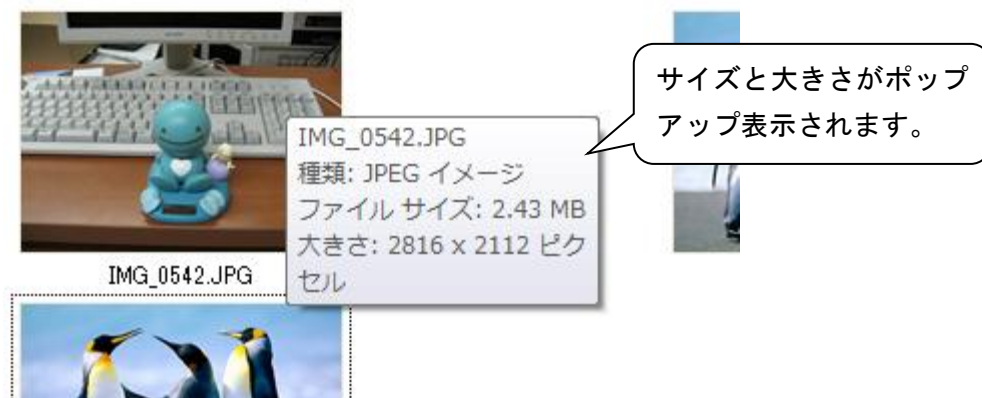 サイズと大きさがポップ
アップ表示されます。
IMG_0542.JPG
種類: JPEG イメージ
ファイル サイズ: 2.43 MB
大きさ: 2816 x 2112 ピク
セル
IMG_0542.JPG